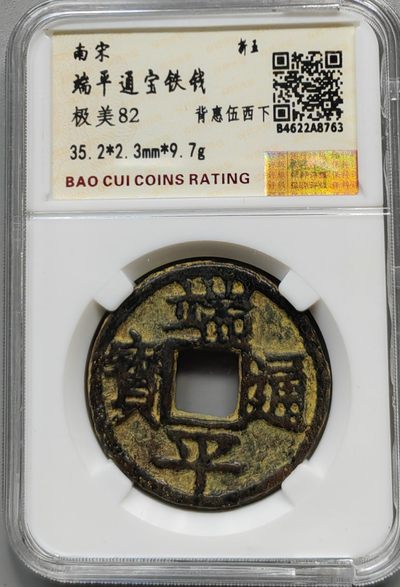 南宋 折五
端平通宝铁钱
极美82 背惠伍西下
B4622A8763
35.2*2.3mm*9.7g
BAO CUI COINS RATING
端
平
通
寶